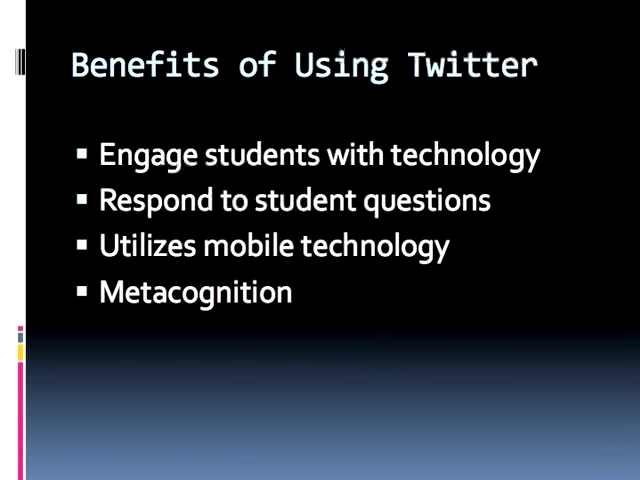 Benefits of Using Twitter
▪ Engage students with technology
▪ Respond to student questions
▪ Utilizes mobile technology
▪ Metacognition